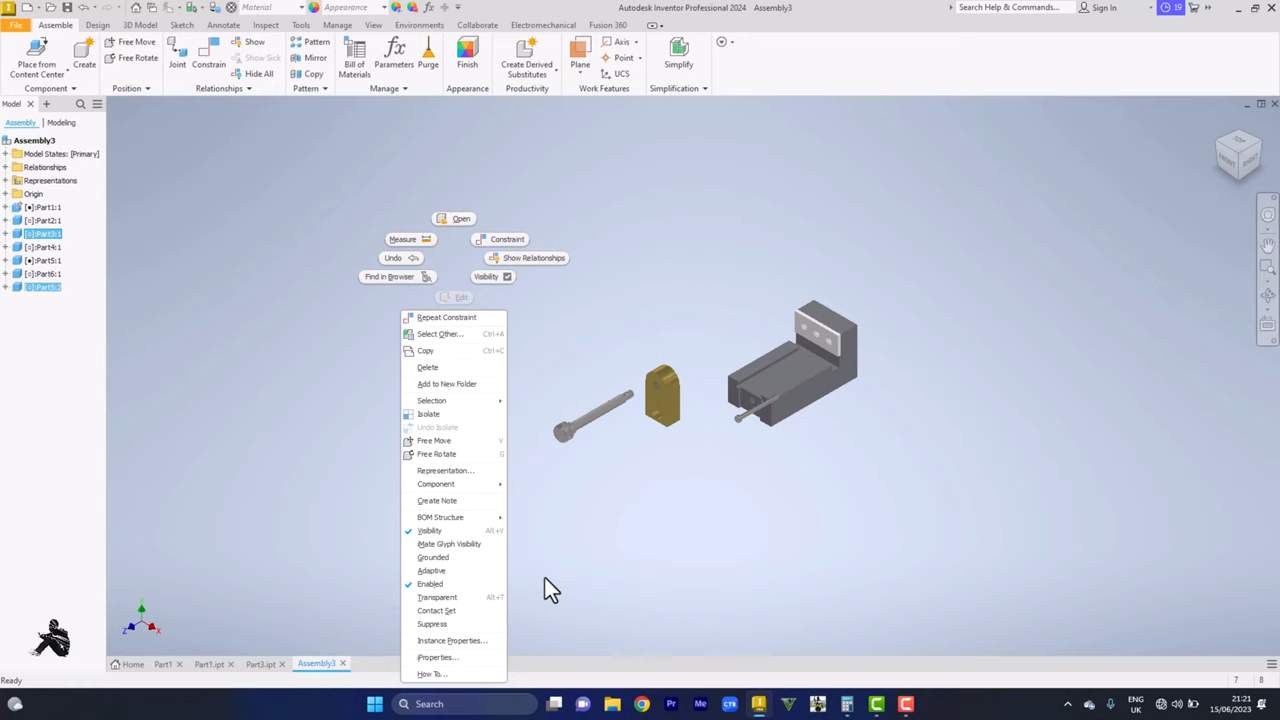 Material
Appearance
Autodesk Inventor Professional 2024 Assembly3
Search Help & Commands...
Sign In
19
File
Assemble
Design
3D Model
Sketch
Annotate
Inspect
Tools
Manage
View
Environments
Collaborate
Electromechanical
Fusion 360
Place from
Content Center
Create
Free Move
Free Rotate
Joint
Constrain
Show
Show Sick
Hide All
Pattern
Mirror
Copy
Bill of
Materials
Parameters
Purge
Finish
Create Derived
Substitutes
Plane
Axis
Point
UCS
Simplify
Component
Position
Relationships
Pattern
Manage
Appearance
Productivity
Work Features
Simplification
Model
Assembly
Modeling
Assembly3
Model States: [Primary]
Relationships
Representations
Origin
[●]:Part1:1
[○]:Part2:1
[○]:Part3:1
[○]:Part4:1
[●]:Part5:1
[○]:Part6:1
[○]:Part5:2
Open
Measure
Constraint
Undo
Show Relationships
Find in Browser
Visibility
Edit
Repeat Constraint
Select Other... Ctrl+A
Copy Ctrl+C
Delete
Add to New Folder
Selection
Isolate
Undo Isolate
Free Move V
Free Rotate G
Representation...
Component
Create Note
BOM Structure
Visibility Alt+V
iMate Glyph Visibility
Grounded
Adaptive
Enabled
Transparent Alt+T
Contact Set
Suppress
Instance Properties...
iProperties...
How To...
FRONT
RIGHT
Z
X
Home
Part1
Part1.ipt
Part3.ipt
Assembly3
Ready
7
8
Search
ENG
UK
21:21
15/06/2023